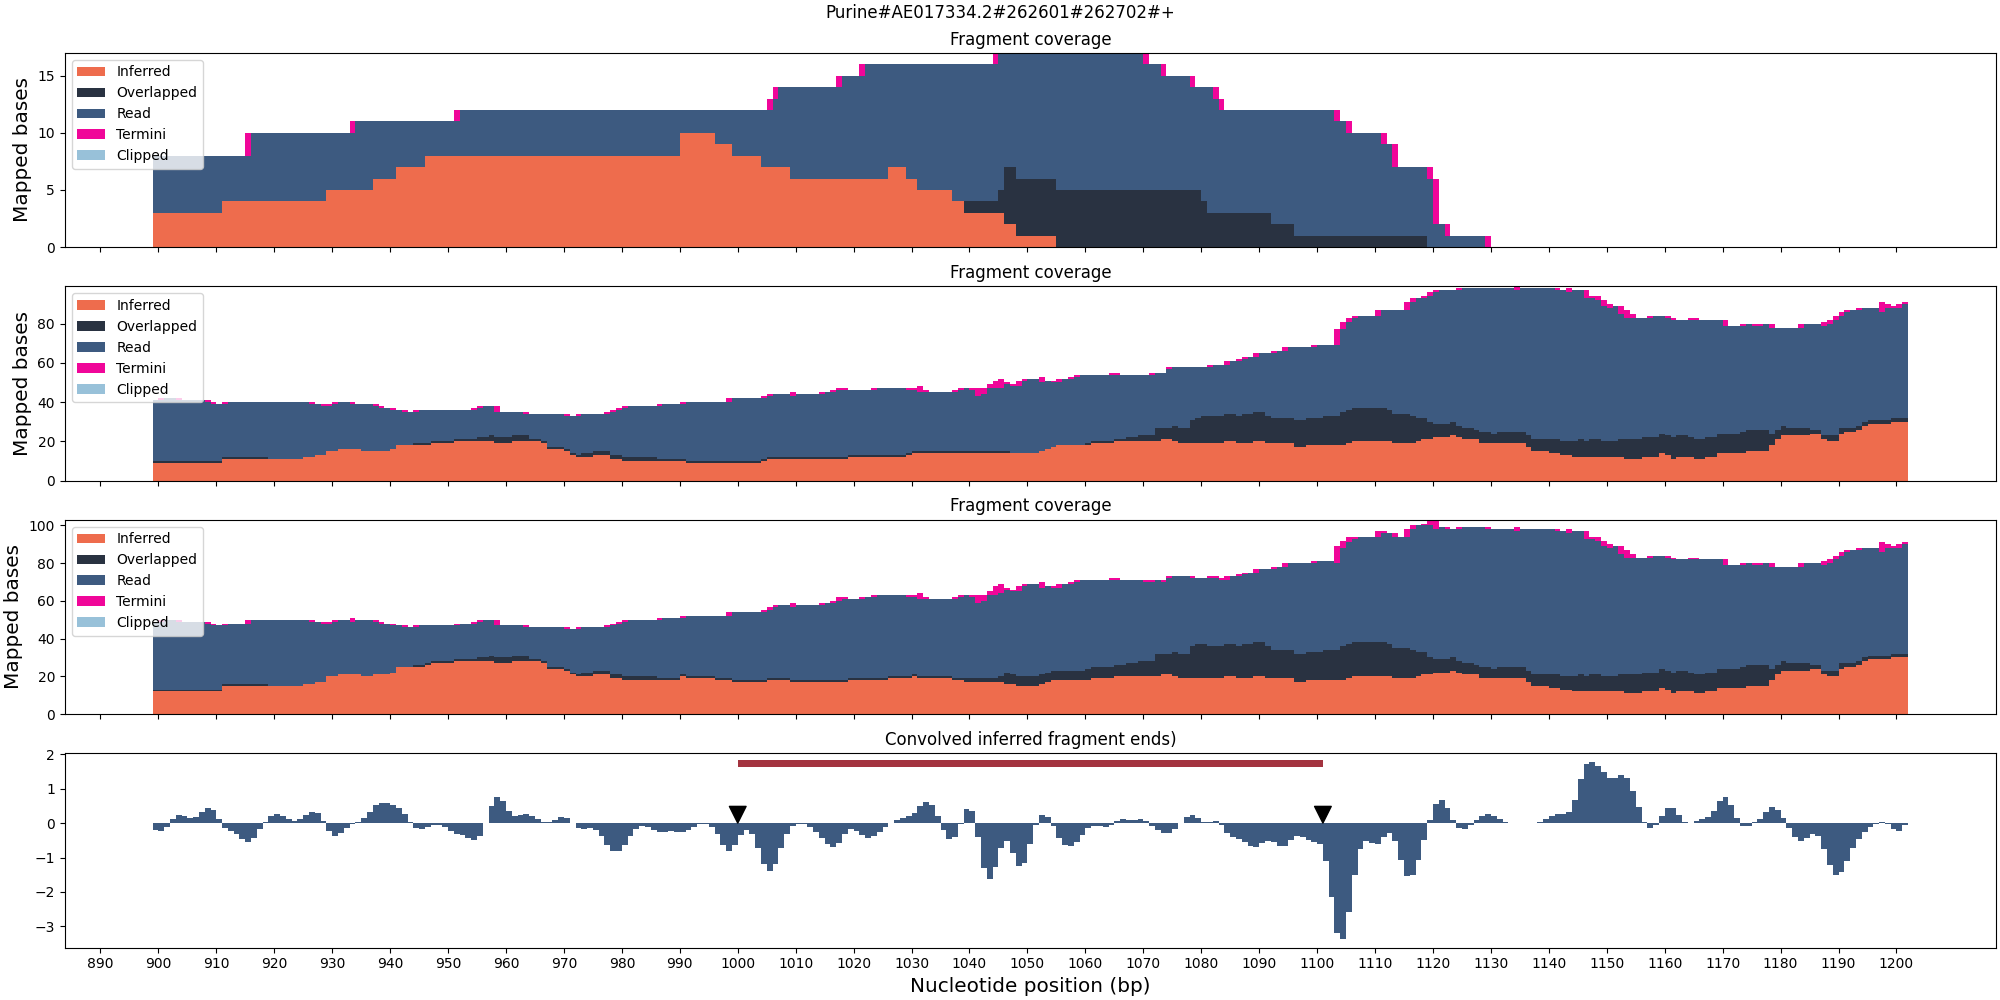 Purine#AE017334.2#262601#262702#+
Fragment coverage
Mapped bases
15
10
5
0
Inferred
Overlapped
Read
Termini
Clipped
Fragment coverage
Mapped bases
80
60
40
20
0
Inferred
Overlapped
Read
Termini
Clipped
Fragment coverage
Mapped bases
100
80
60
40
20
0
Inferred
Overlapped
Read
Termini
Clipped
Convolved inferred fragment ends)
2
1
0
−1
−2
−3
890 900 910 920 930 940 950 960 970 980 990 1000 1010 1020 1030 1040 1050 1060 1070 1080 1090 1100 1110 1120 1130 1140 1150 1160 1170 1180 1190 1200
Nucleotide position (bp)